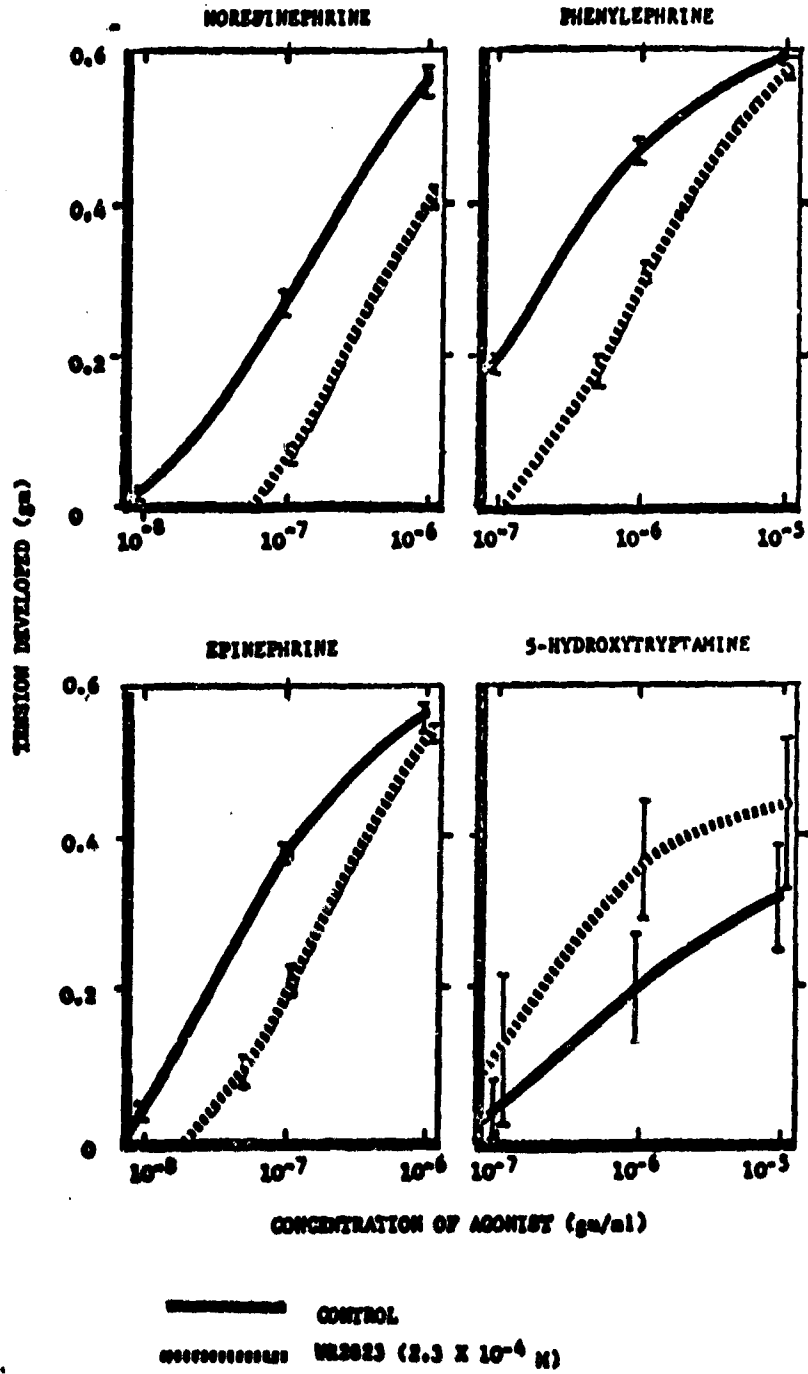 NOREPINEPHRINE
PHENYLEPHRINE
0.6
0.4
0.2
0
10⁻⁸ 10⁻⁷ 10⁻⁶
10⁻⁷ 10⁻⁶ 10⁻⁵
TENSION DEVELOPED (gm)
EPINEPHRINE
5-HYDROXYTRYPTAMINE
0.6
0.4
0.2
0
10⁻⁸ 10⁻⁷ 10⁻⁶
10⁻⁷ 10⁻⁶ 10⁻⁵
CONCENTRATION OF AGONIST (gm/ml)
CONTROL
WR2823 (2.3 X 10⁻⁴ M)